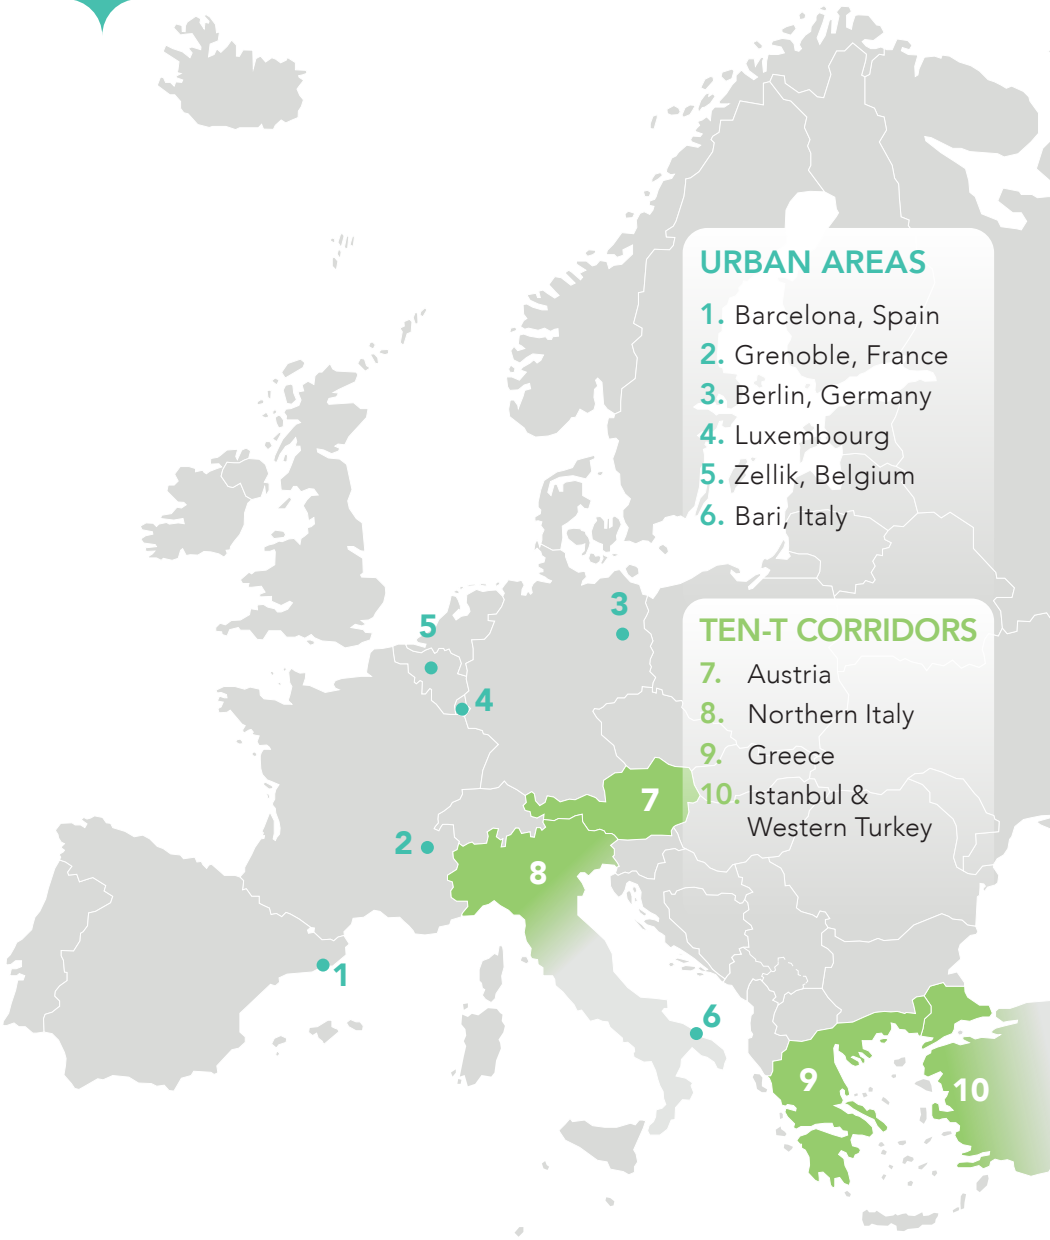 URBAN AREAS
1. Barcelona, Spain
2. Grenoble, France
3. Berlin, Germany
4. Luxembourg
5. Zellik, Belgium
6. Bari, Italy
3
5
TEN-T CORRIDORS
7. Austria
8. Northern Italy
9. Greece
10. Istanbul &
Western Turkey
4
7
2
8
1
6
9
10